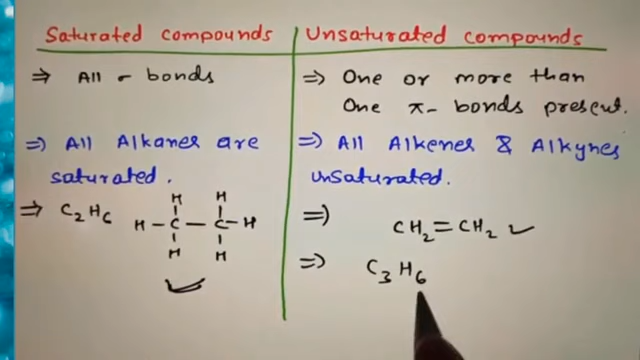 Saturated compounds
⇒ All σ bonds
⇒ All Alkanes are
saturated.
⇒ C₂H₆
H H
H – C – C – H
H H
Unsaturated compounds
⇒ One or more than
One π- bonds present.
⇒ All Alkenes & Alkynes
unsaturated.
⇒ CH₂=CH₂ ✓
⇒ C₃H₆